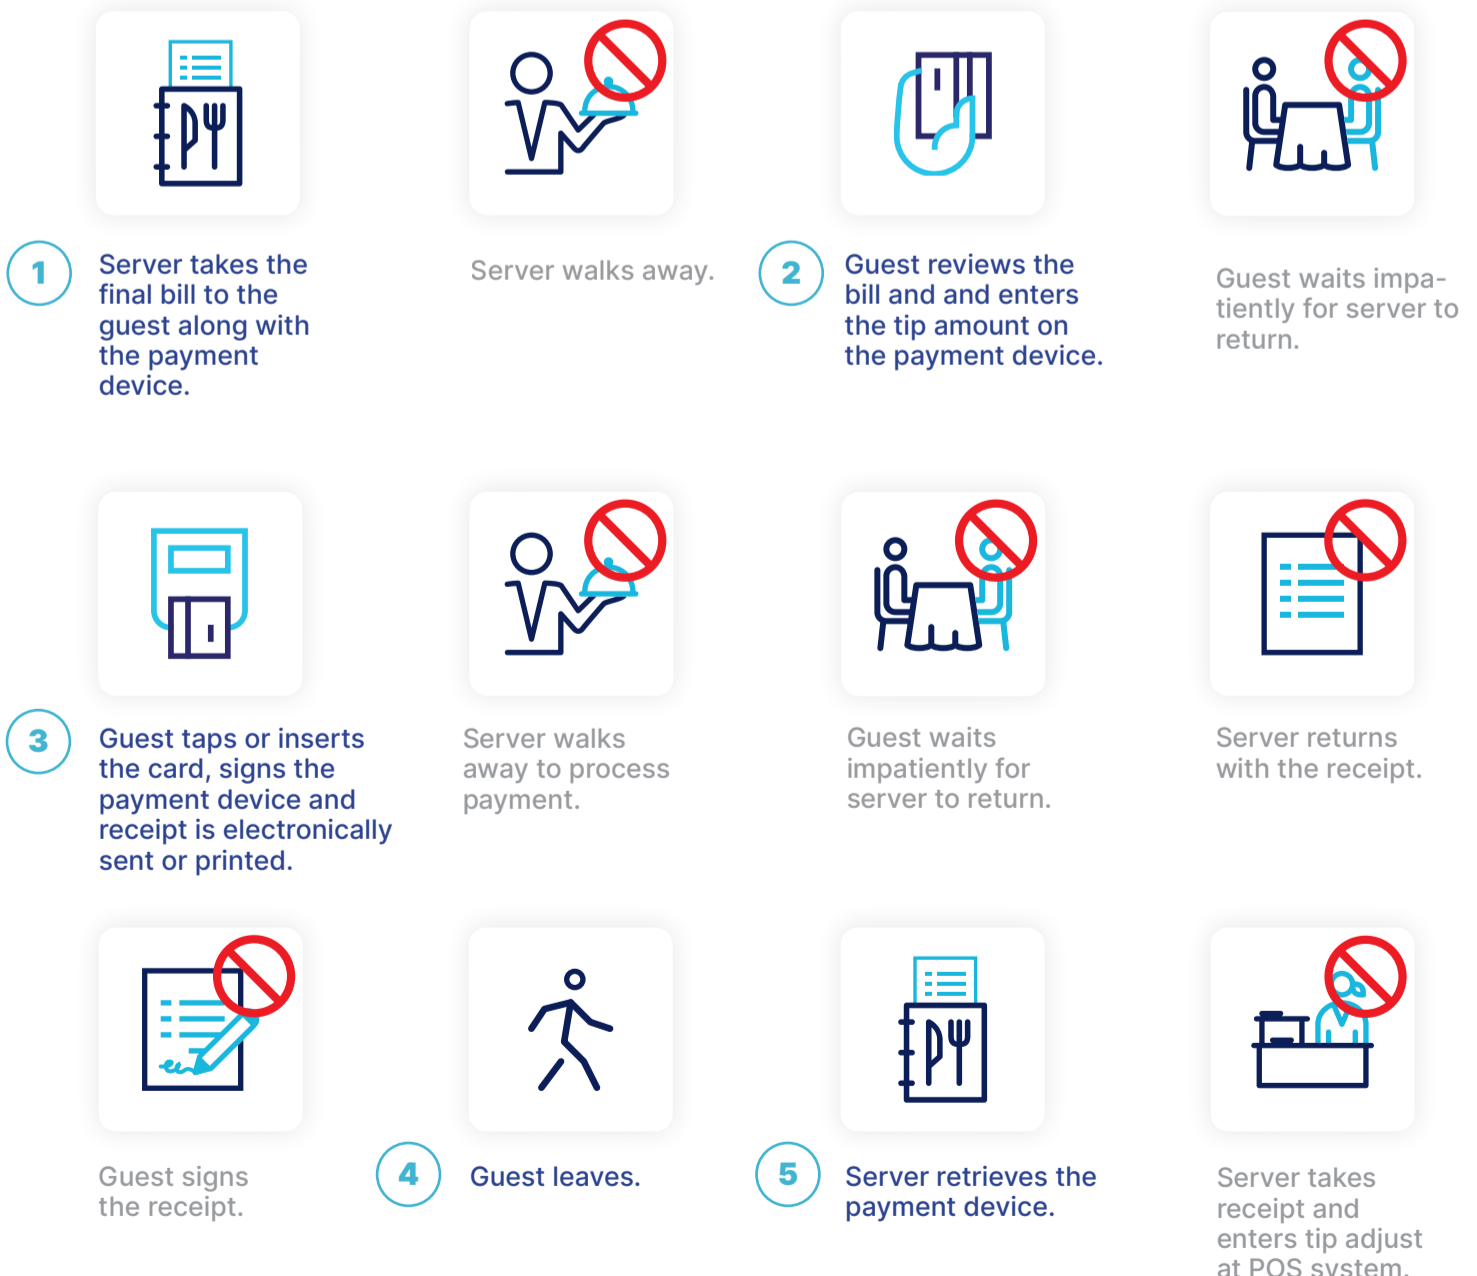 1
Server takes the
final bill to the
guest along with
the payment
device.
Server walks away.
2
Guest reviews the
bill and and enters
the tip amount on
the payment device.
Guest waits impa-
tiently for server to
return.
3
Guest taps or inserts
the card, signs the
payment device and
receipt is electronically
sent or printed.
Server walks
away to process
payment.
Guest waits
impatiently for
server to return.
Server returns
with the receipt.
Guest signs
the receipt.
4
Guest leaves.
5
Server retrieves the
payment device.
Server takes
receipt and
enters tip adjust
at POS system.